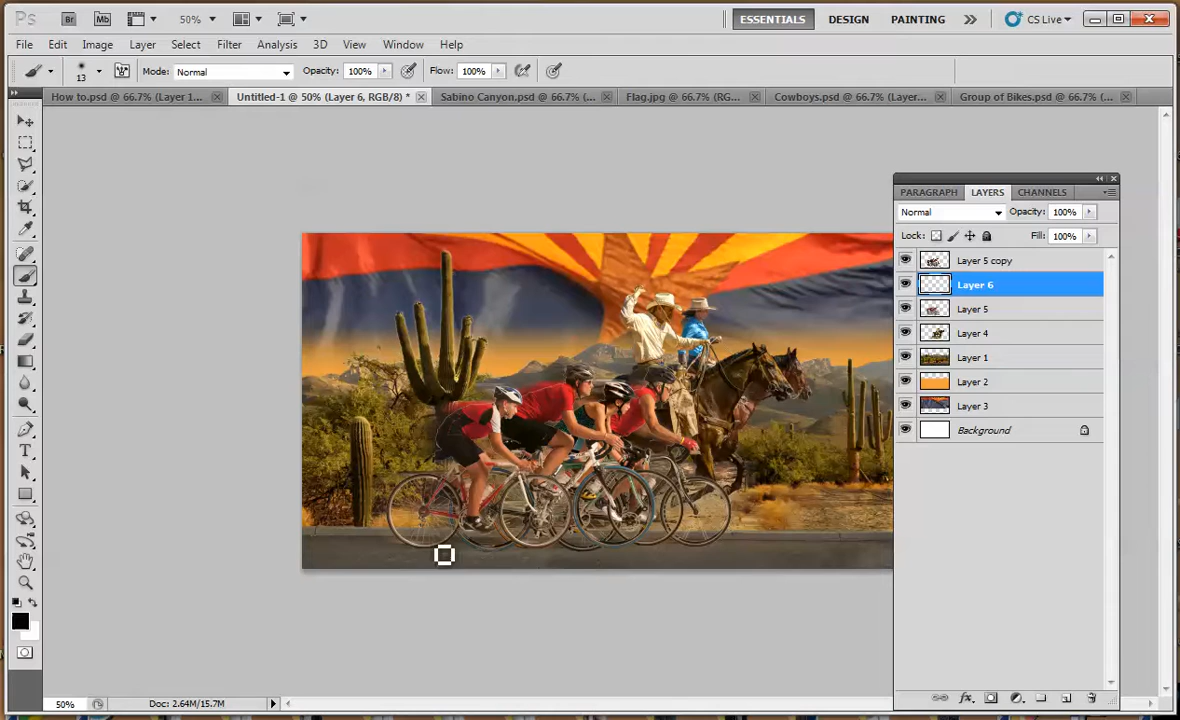 Ps Br Mb 50% ESSENTIALS DESIGN PAINTING CS Live
File Edit Image Layer Select Filter Analysis 3D View Window Help
13 Mode: Normal Opacity: 100% Flow: 100%
How to.psd @ 66.7% (Layer 1... Untitled-1 @ 50% (Layer 6, RGB/8) * Sabino Canyon.psd @ 66.7% (... Flag.jpg @ 66.7% (RG... Cowboys.psd @ 66.7% (Layer... Group of Bikes.psd @ 66.7% (...
PARAGRAPH LAYERS CHANNELS
Normal Opacity: 100%
Lock: Fill: 100%
Layer 5 copy
Layer 6
Layer 5
Layer 4
Layer 1
Layer 2
Layer 3
Background
T
fx
50% Doc: 2.64M/15.7M